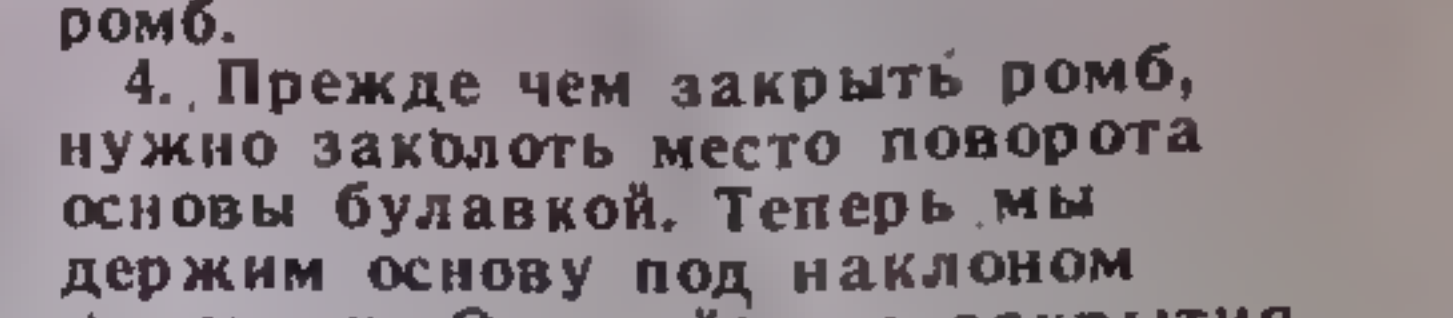 ромб.
4. Прежде чем закрыть ромб,
нужно заколоть место поворота
основы булавкой. Теперь мы
держим основу под наклоном